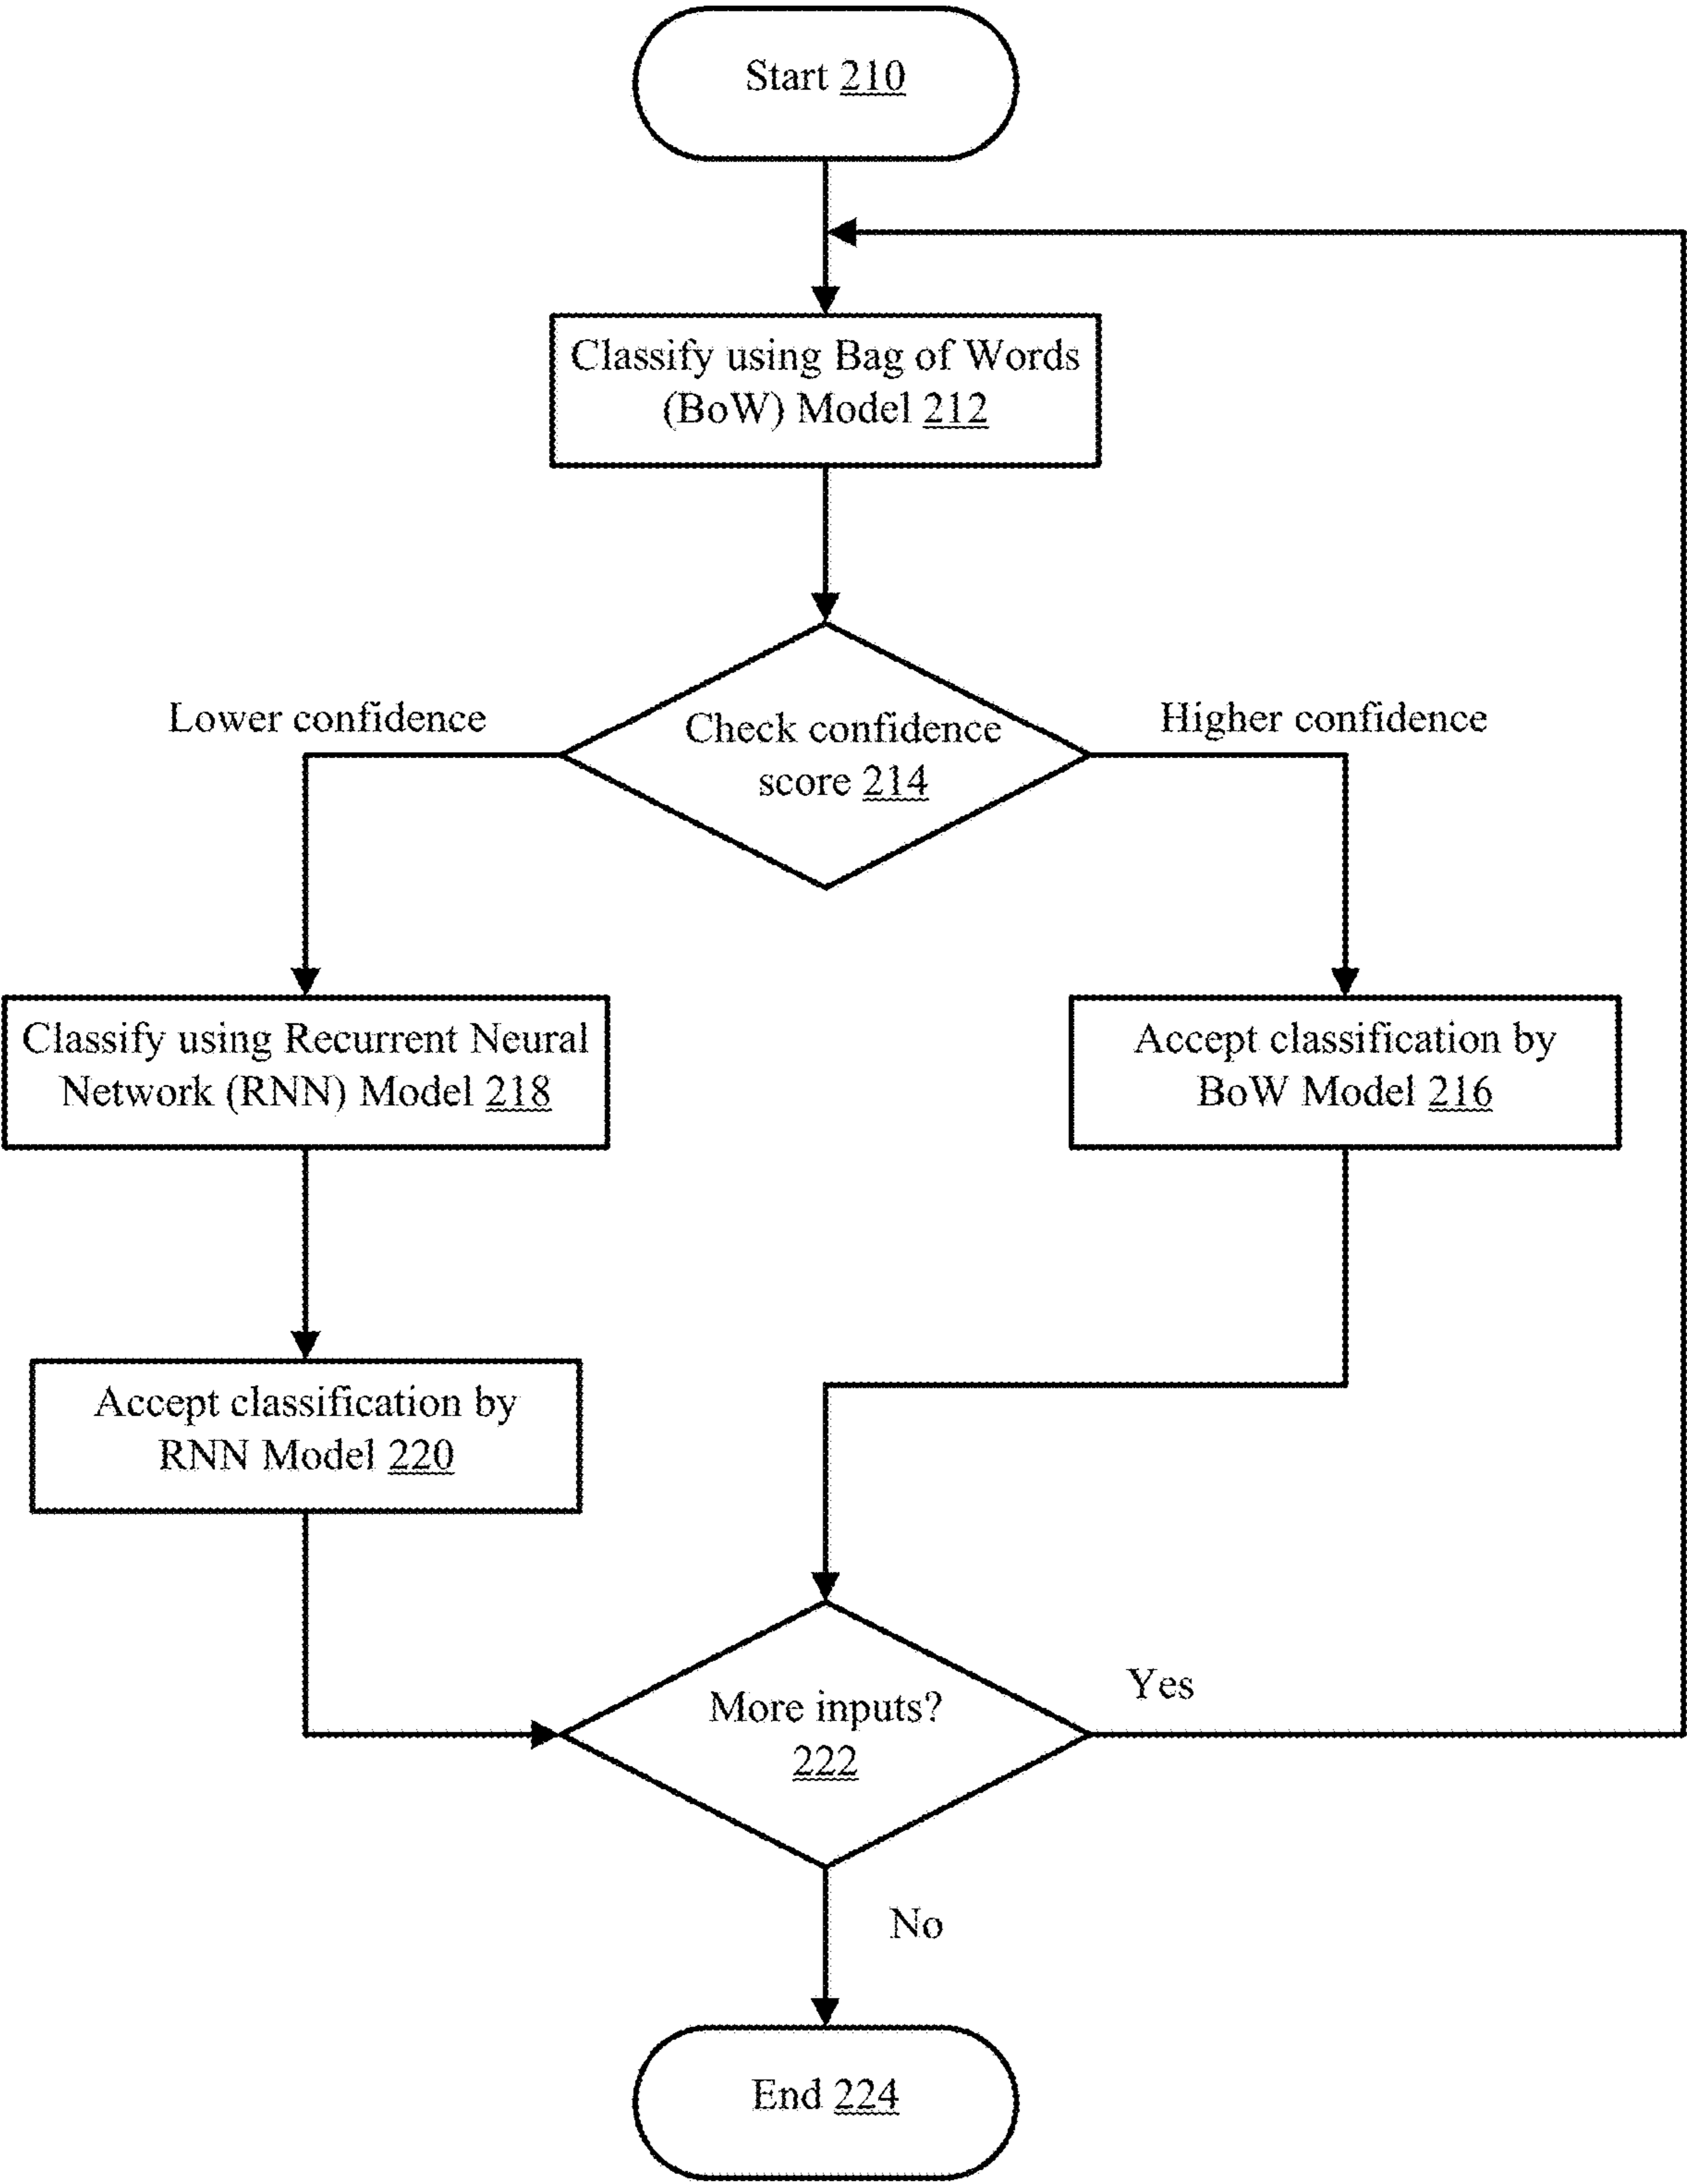 Start 210
Classify using Bag of Words
(BoW) Model 212
Lower confidence
Check confidence
score 214
Higher confidence
Classify using Recurrent Neural
Network (RNN) Model 218
Accept classification by
BoW Model 216
Accept classification by
RNN Model 220
More inputs?
222
Yes
No
End 224